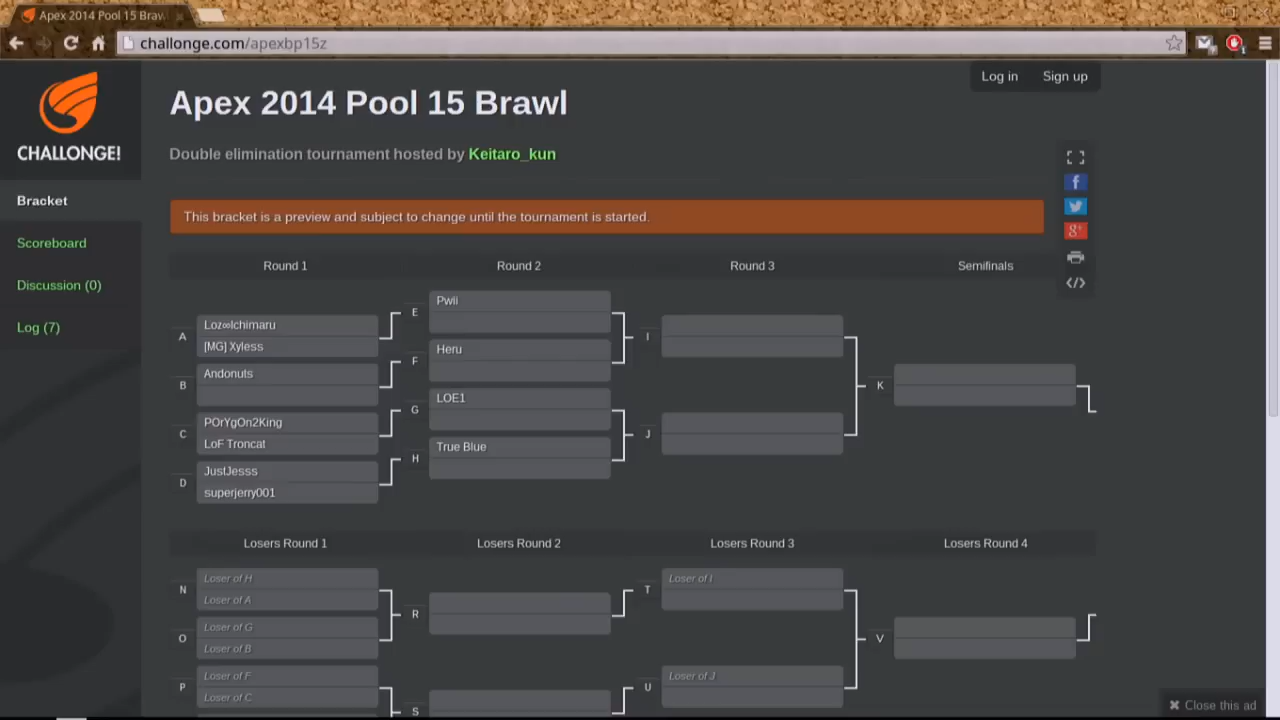 Apex 2014 Pool 15 Braw
challonge.com/apexbp15z
Log in
Sign up
Apex 2014 Pool 15 Brawl
CHALLONGE!
Double elimination tournament hosted by Keitaro_kun
Bracket
Scoreboard
Discussion (0)
Log (7)
This bracket is a preview and subject to change until the tournament is started.
Round 1
Round 2
Round 3
Semifinals
A
Loz∞Ichimaru
[MG] Xyless
B
Andonuts
C
POrYgOn2King
LoF Troncat
D
JustJesss
superjerry001
E
Pwii
F
Heru
G
LOE1
H
True Blue
I
J
K
Losers Round 1
Losers Round 2
Losers Round 3
Losers Round 4
N
Loser of H
Loser of A
O
Loser of G
Loser of B
P
Loser of F
Loser of C
R
S
T
Loser of I
U
Loser of J
V
Close this ad